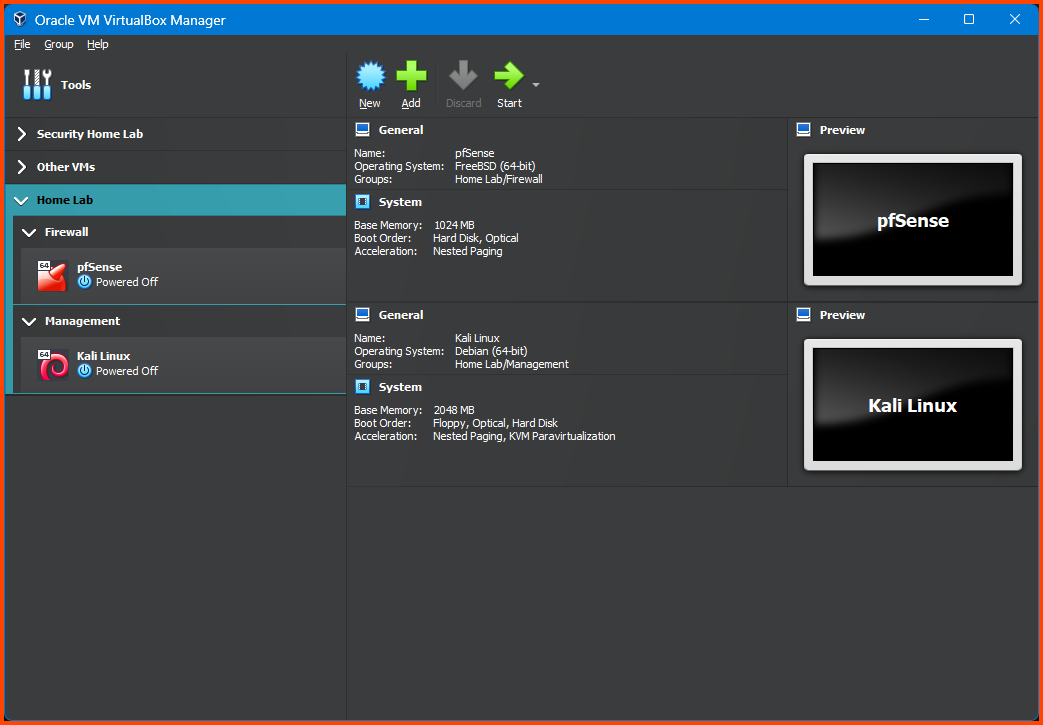 Oracle VM VirtualBox Manager
File Group Help
Tools
New Add Discard Start
Security Home Lab
Other VMs
Home Lab
Firewall
64
pfSense
Powered Off
Management
64
Kali Linux
Powered Off
General
Name: pfSense
Operating System: FreeBSD (64-bit)
Groups: Home Lab/Firewall
System
Base Memory: 1024 MB
Boot Order: Hard Disk, Optical
Acceleration: Nested Paging
Preview
pfSense
General
Name: Kali Linux
Operating System: Debian (64-bit)
Groups: Home Lab/Management
System
Base Memory: 2048 MB
Boot Order: Floppy, Optical, Hard Disk
Acceleration: Nested Paging, KVM Paravirtualization
Preview
Kali Linux